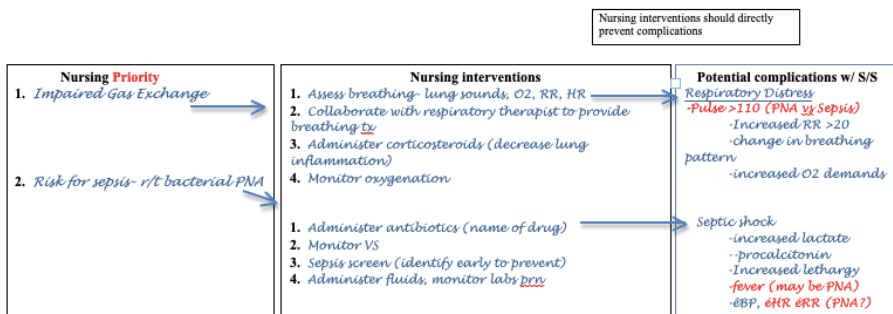 Nursing interventions should directly
prevent complications
Nursing Priority
1. Impaired Gas Exchange
2. Risk for sepsis- r/t bacterial PNA
Nursing interventions
1. Assess breathing- lung sounds, O2, RR, HR
2. Collaborate with respiratory therapist to provide
breathing tx
3. Administer corticosteroids (decrease lung
inflammation)
4. Monitor oxygenation
1. Administer antibiotics (name of drug)
2. Monitor VS
3. Sepsis screen (identify early to prevent)
4. Administer fluids, monitor labs prn
Potential complications w/ S/S
Respiratory Distress
-Pulse >110 (PNA vs Sepsis)
-Increased RR >20
-change in breathing
pattern
-increased O2 demands
Septic shock
-increased lactate
--procalcitonin
-Increased lethargy
-fever (may be PNA)
-êBP, éHR éRR (PNA?)